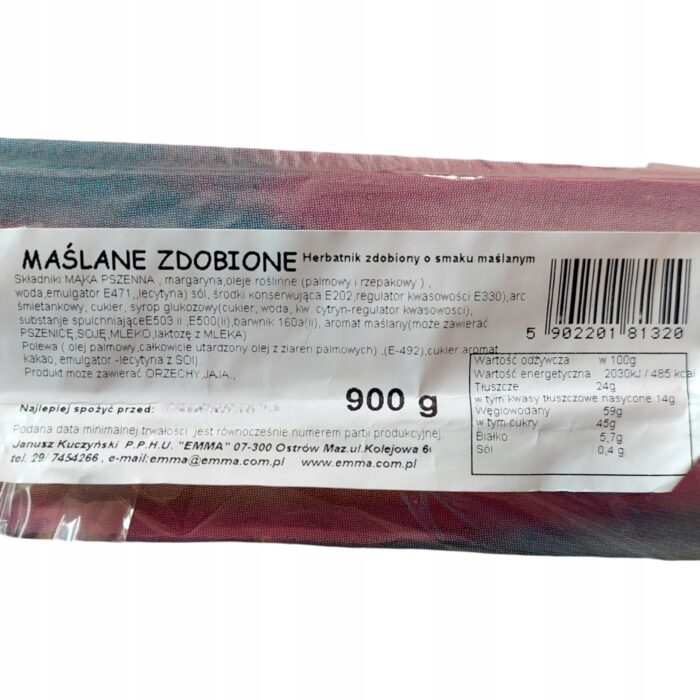 MAŚLANE ZDOBIONE Herbatnik zdobiony o smaku maślanym
Składniki:MĄKA PSZENNA , margaryna,oleje roślinne (palmowy i rzepakowy ) ,
woda,emulgator E471,,lecytyna) sól, środki konserwująca E202,regulator kwasowości E330),arc
śmietankowy, cukier, syrop glukozowy(cukier, woda, kw cytryn-regulator kwasowości),
substanje spulchniająceE503 ii ,E500(ii),barwnik 160a(ii), aromat maślany(może zawierać
PSZENICĘ,SOJĘ,MLEKO,laktozę z MLEKA)
Polewa ( olej palmowy,całkowicie utardzony olej z ziaren palmowych) ,(E-492),cukier,aromat
kakao, emulgator -lecytyna z SOI)
Produkt może zawierać ORZECHY,JAJA.,
900 g
Najlepiej spożyć przed:
Podana data minimalnej trwałości jest równocześnie numerem partii produkcyjnej.
Janusz Kuczyński P.P.H.U. "EMMA" 07-300 Ostrów Maz.ul.Kolejowa
tel. 29/ 7454266 , e-mail:emma@emma.com.pl www.emma.com.pl
5 902201 81320
Wartość odżywcza w 100g
Wartość energetyczna 2030kJ / 485 kcal
Tłuszcze 24g
w tym kwasy tłuszczowe nasycone 14g
Węglowodany 59g
w tym cukry 45g
Białko 5,7g
Sól 0,4 g